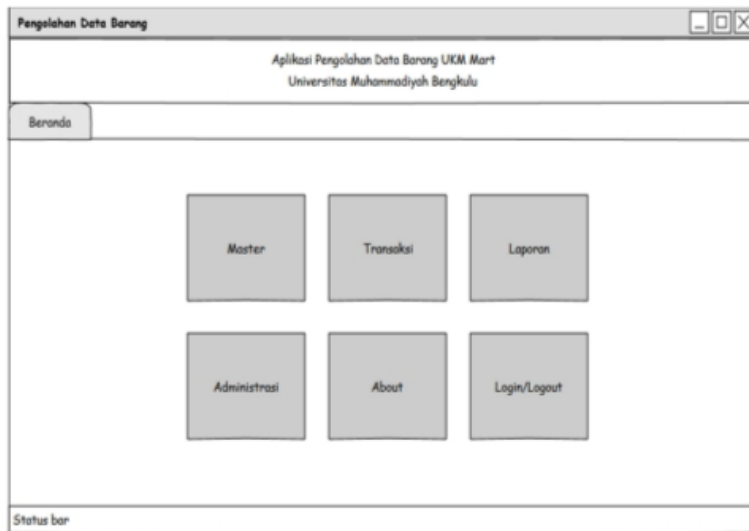 Pengolahan Data Barang
Aplikasi Pengolahan Data Barang UKM Mart
Universitas Muhammadiyah Bengkulu
Beranda
Master Transaksi Laporan
Administrasi About Login/Logout
Status bar